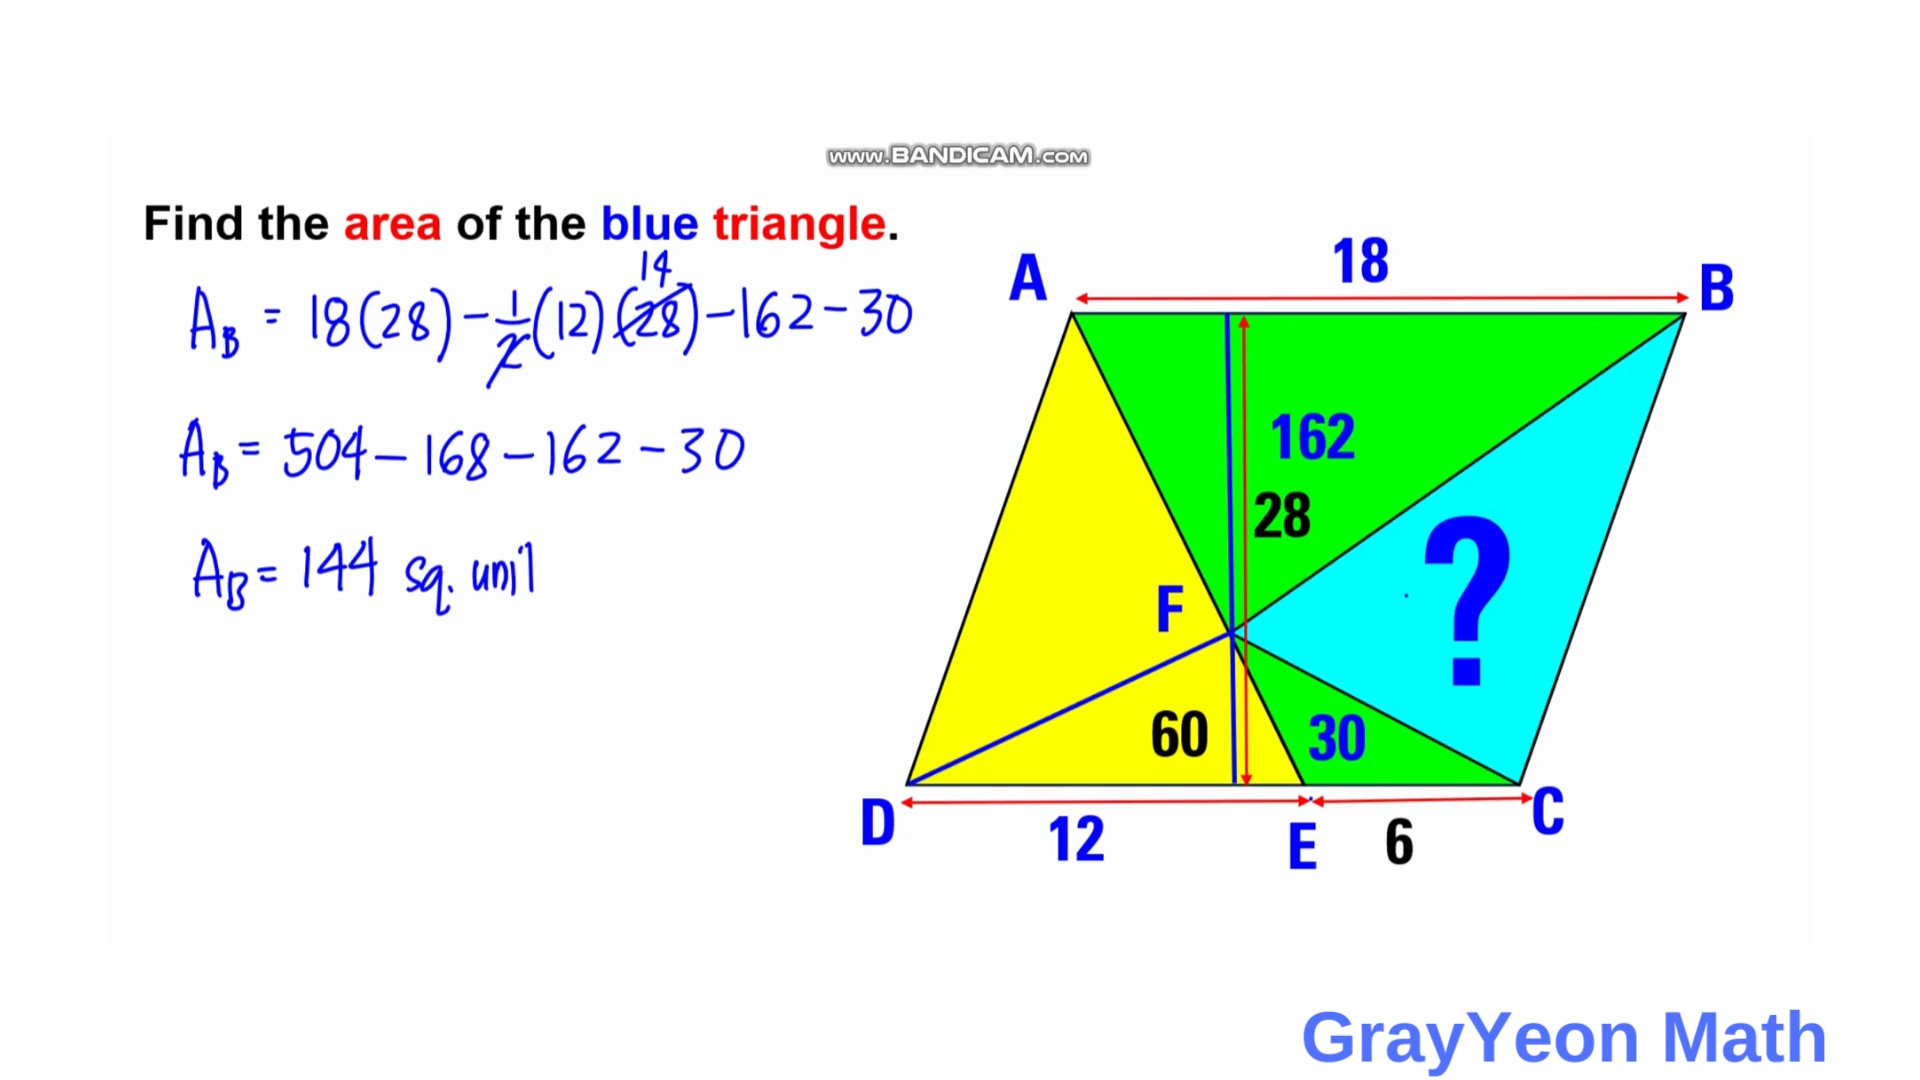 www.BANDICAM.com
Find the area of the blue triangle.
14
A_B = 18(28) - 1/2(12)(28) - 162 - 30
A_B = 504 - 168 - 162 - 30
A_B = 144 sq. unit
18
A
B
162
28
?
F
60
30
D
C
12
E
6
GrayYeon Math